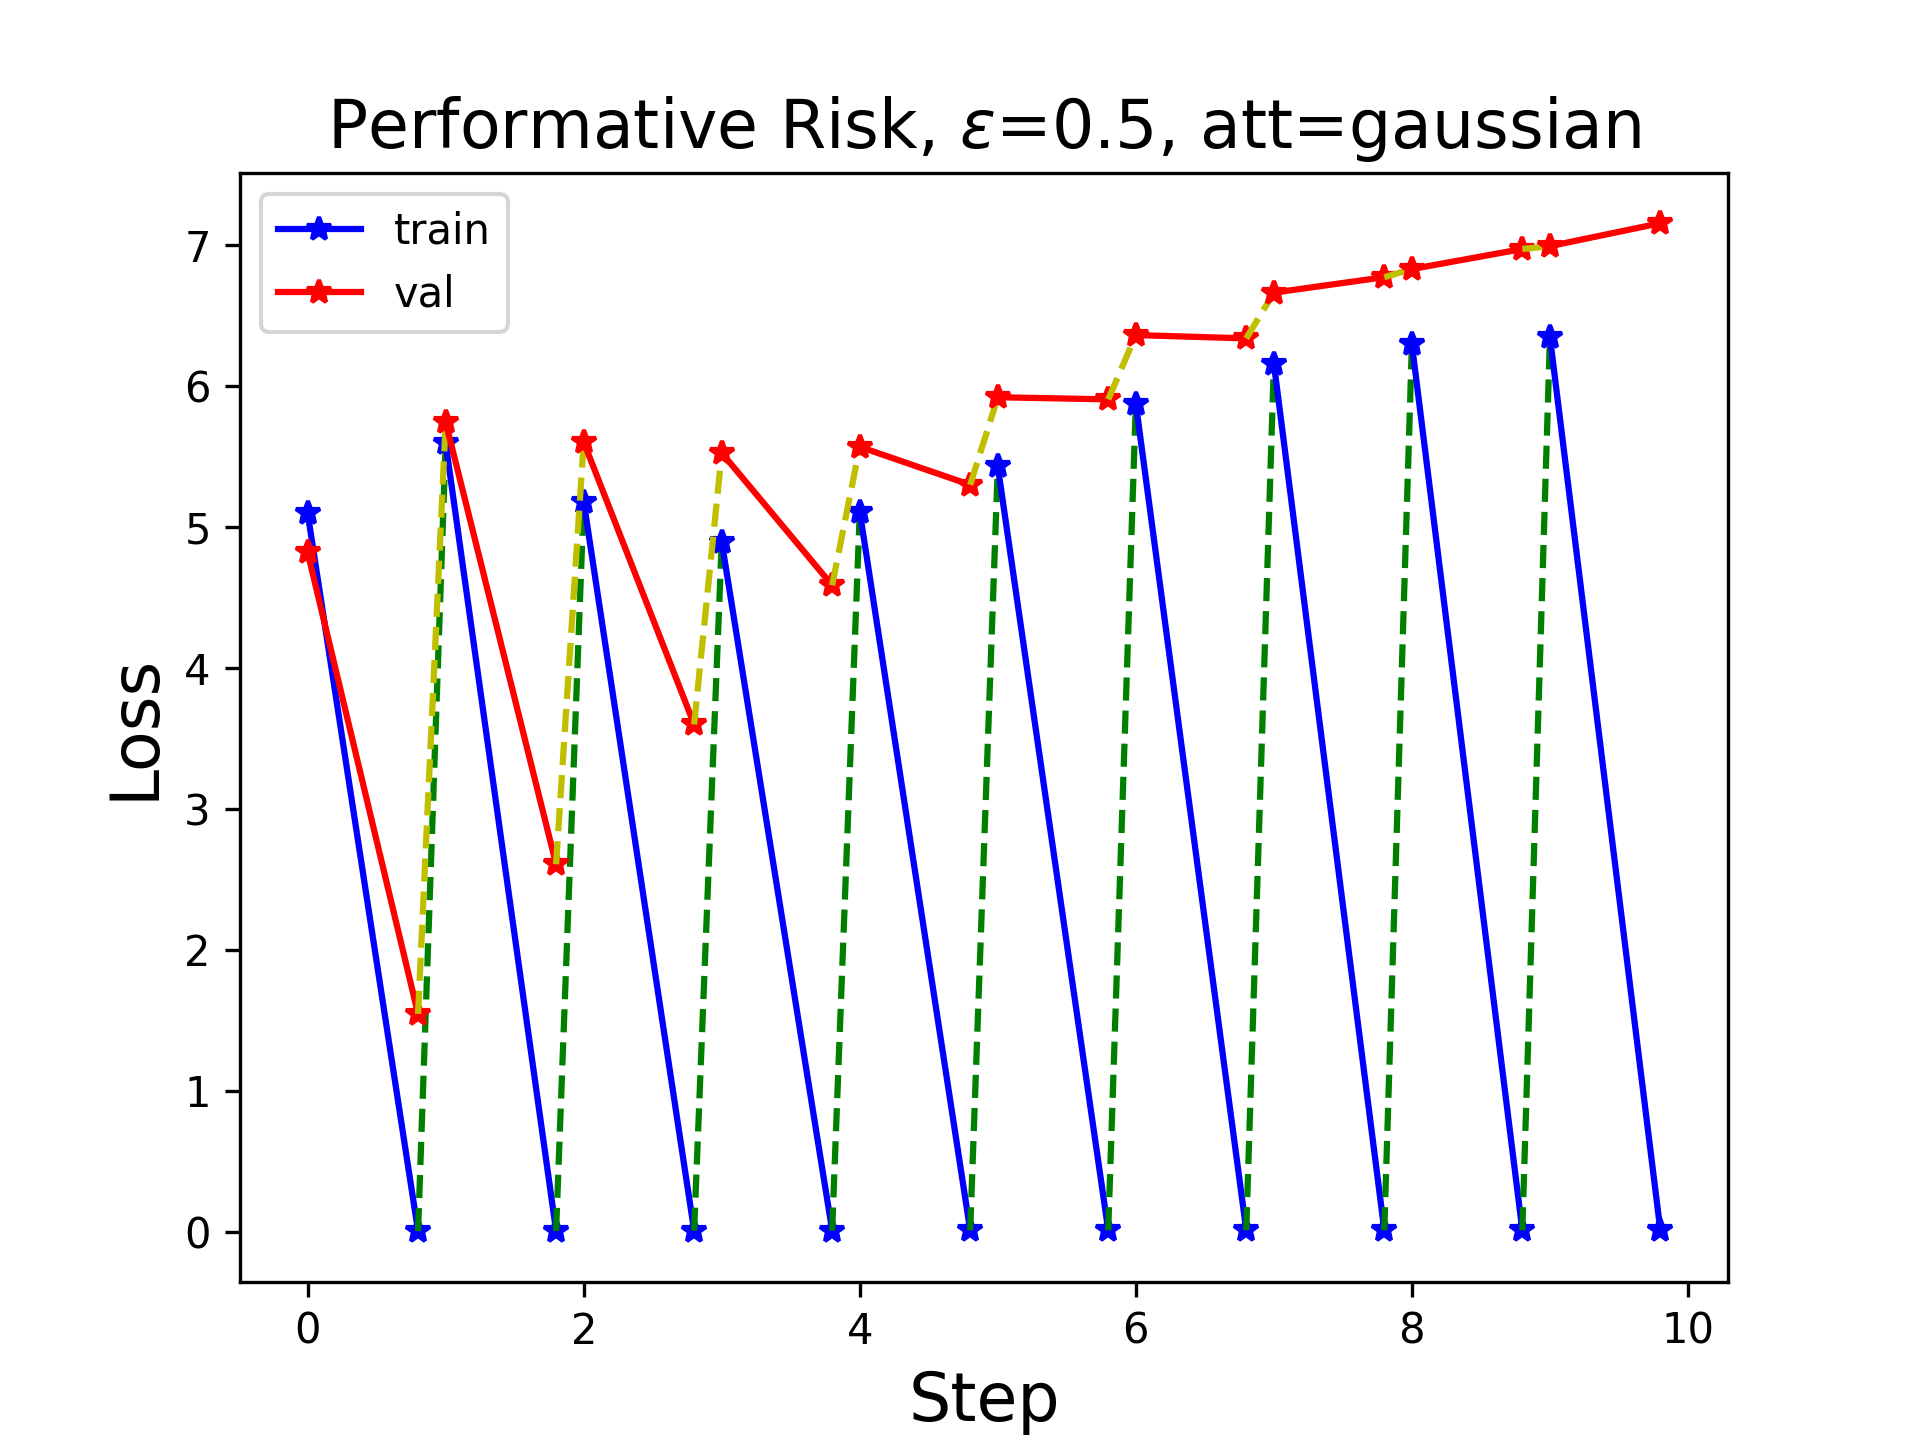 Performative Risk, ε=0.5, att=gaussian
train
val
7
6
5
4
3
2
1
0
Loss
0 2 4 6 8 10
Step